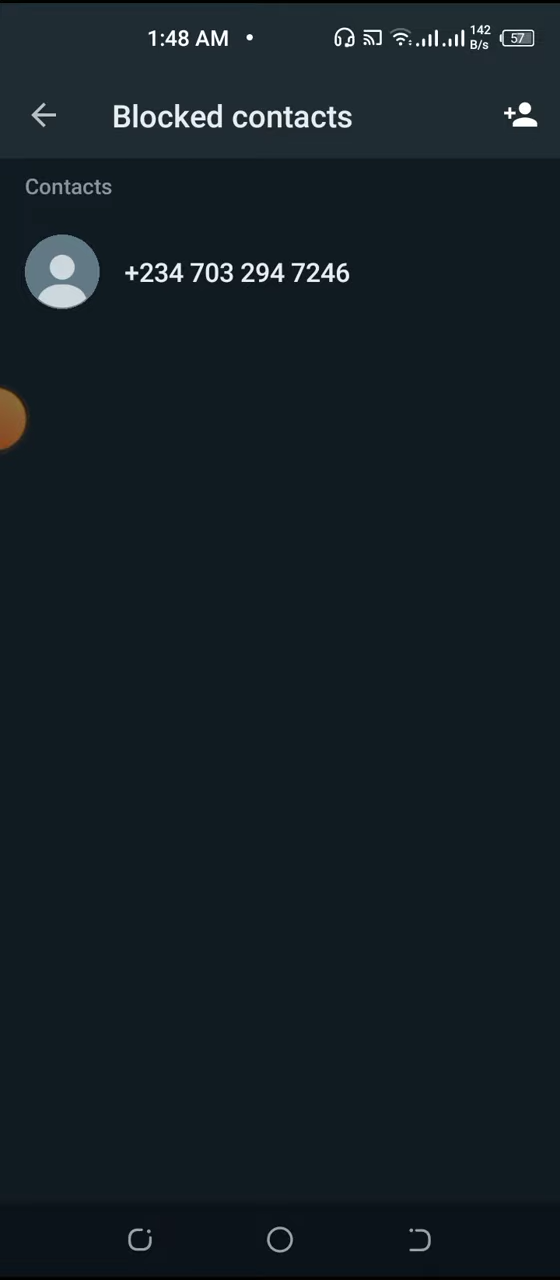 1:48 AM •
142
B/s
57
Blocked contacts
Contacts
+234 703 294 7246